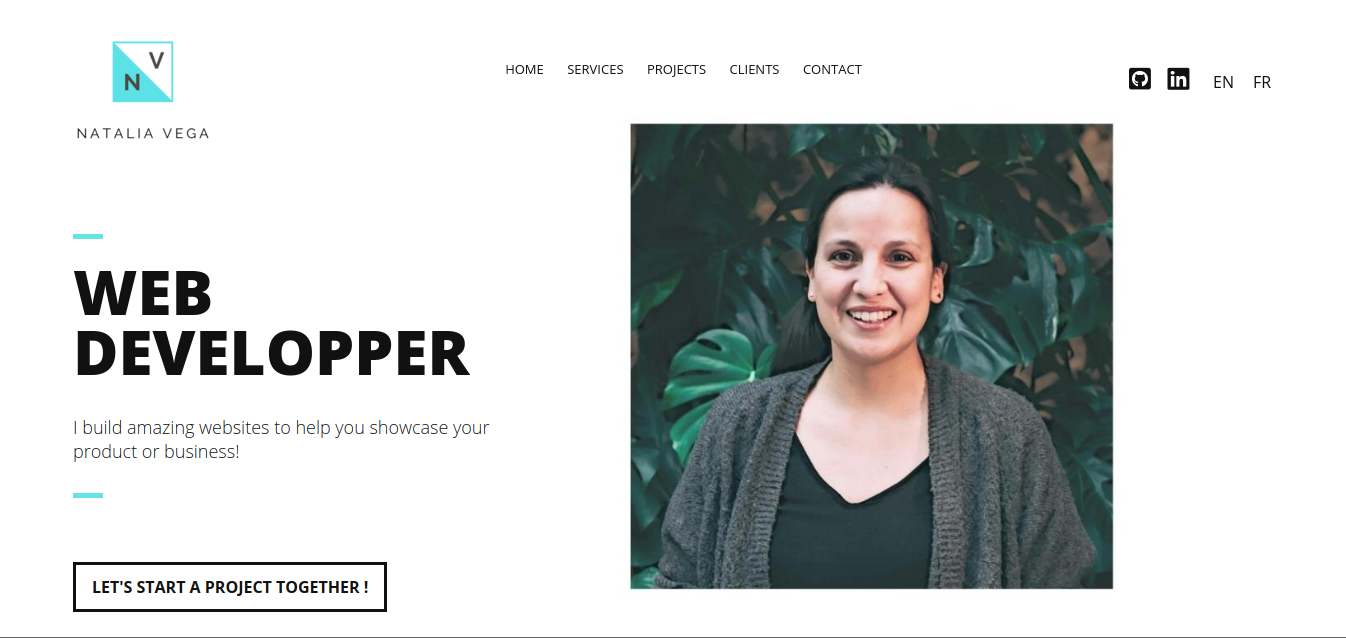 V
N
NATALIA VEGA
HOME SERVICES PROJECTS CLIENTS CONTACT
in EN FR
WEB
DEVELOPPER
I build amazing websites to help you showcase your
product or business!
LET'S START A PROJECT TOGETHER !